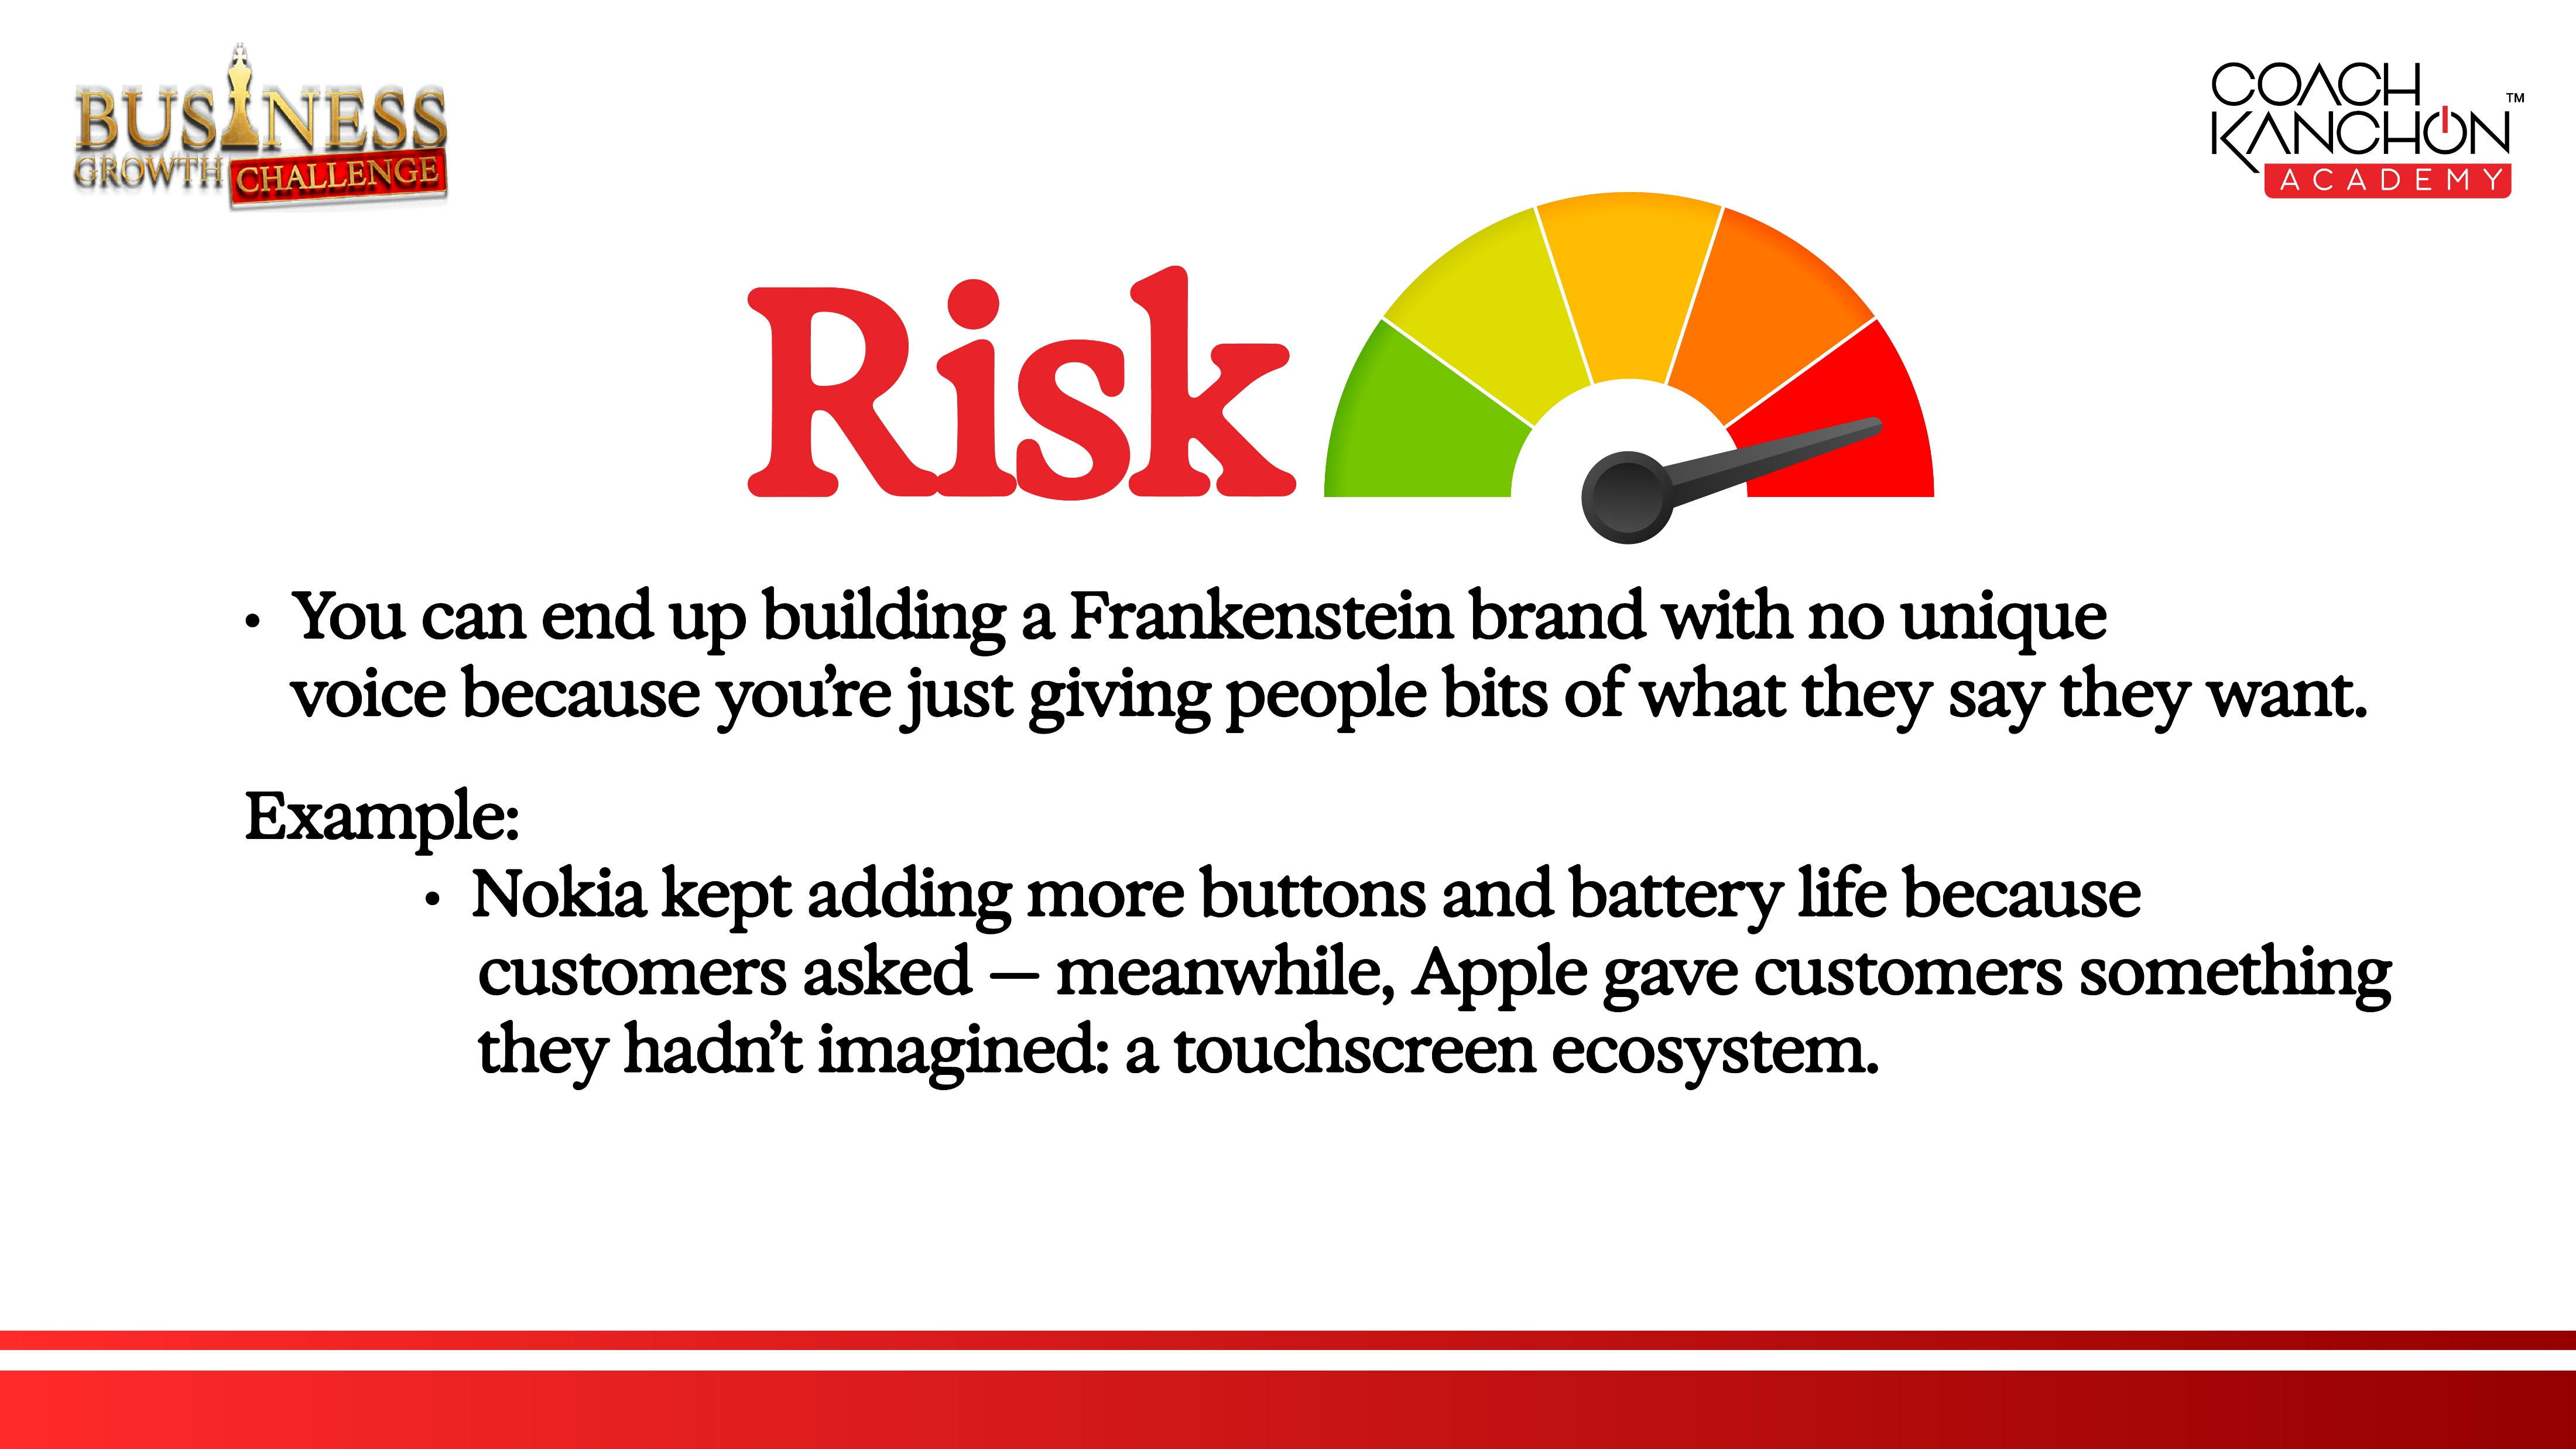 BUSINESS
GROWTH CHALLENGE
COACH
KANCHON
™
ACADEMY
Risk
• You can end up building a Frankenstein brand with no unique
voice because you’re just giving people bits of what they say they want.
Example:
• Nokia kept adding more buttons and battery life because
customers asked — meanwhile, Apple gave customers something
they hadn’t imagined: a touchscreen ecosystem.